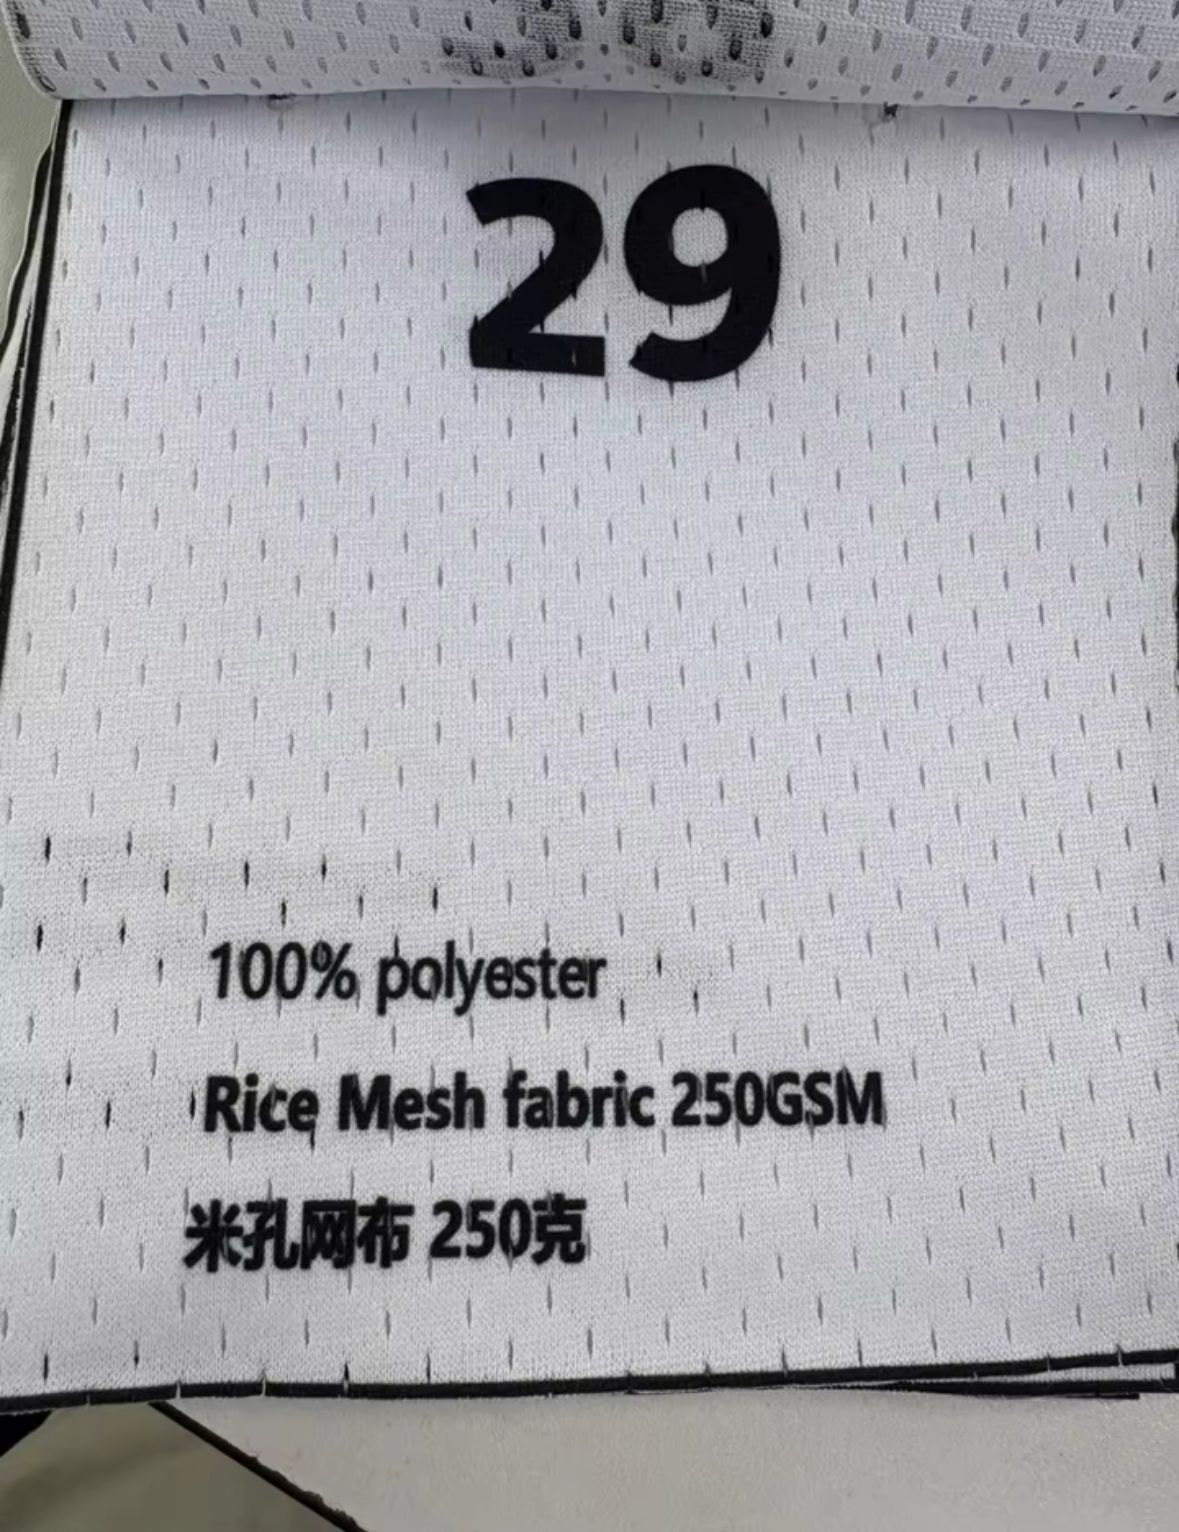 29
100% polyester
Rice Mesh fabric 250GSM
米孔网布 250克